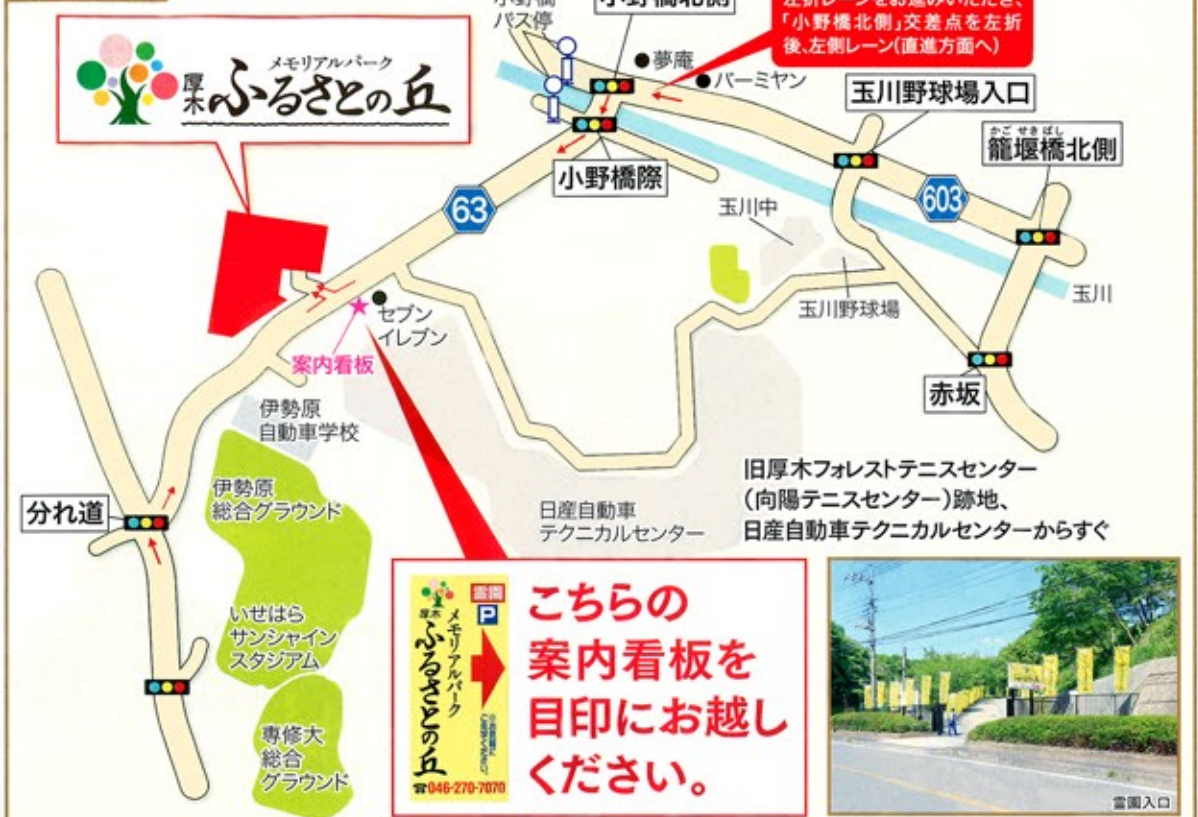 小野橋
バス停
小野橋北側
左折レーンをお進みいただき、
「小野橋北側」交差点を左折
後、左側レーン(直進方面へ)
夢庵
バーミヤン
玉川野球場入口
かご せきばし
籠堰橋北側
メモリアルパーク
厚木
ふるさとの丘
小野橋際
63
603
玉川中
玉川
玉川野球場
セブン
イレブン
案内看板
赤坂
伊勢原
自動車学校
伊勢原
総合グラウンド
分れ道
日産自動車
テクニカルセンター
旧厚木フォレストテニスセンター
(向陽テニスセンター)跡地、
日産自動車テクニカルセンターからすぐ
いせはら
サンシャイン
スタジアム
専修大
総合
グラウンド
霊園
P
厚木
メモリアルパーク
ふるさとの丘
☎046-270-7070
こちらの
案内看板を
目印にお越し
ください。
霊園入口